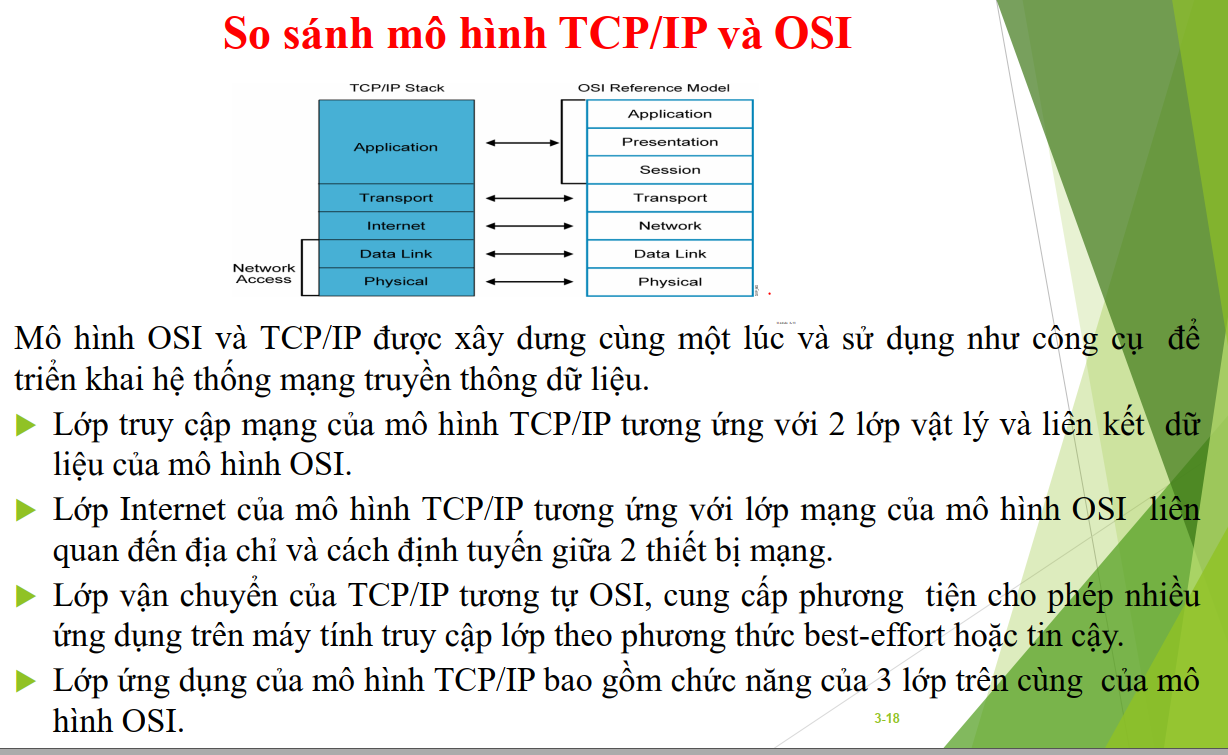 So sánh mô hình TCP/IP và OSI
TCP/IP Stack
OSI Reference Model
Application
Application
Presentation
Session
Transport
Transport
Internet
Network
Data Link
Data Link
Network
Access
Physical
Physical
Mô hình OSI và TCP/IP được xây dưng cùng một lúc và sử dụng như công cụ để
triển khai hệ thống mạng truyền thông dữ liệu.
Lớp truy cập mạng của mô hình TCP/IP tương ứng với 2 lớp vật lý và liên kết dữ
liệu của mô hình OSI.
Lớp Internet của mô hình TCP/IP tương ứng với lớp mạng của mô hình OSI liên
quan đến địa chỉ và cách định tuyến giữa 2 thiết bị mạng.
Lớp vận chuyển của TCP/IP tương tự OSI, cung cấp phương tiện cho phép nhiều
ứng dụng trên máy tính truy cập lớp theo phương thức best-effort hoặc tin cậy.
Lớp ứng dụng của mô hình TCP/IP bao gồm chức năng của 3 lớp trên cùng của mô
hình OSI.
3-18